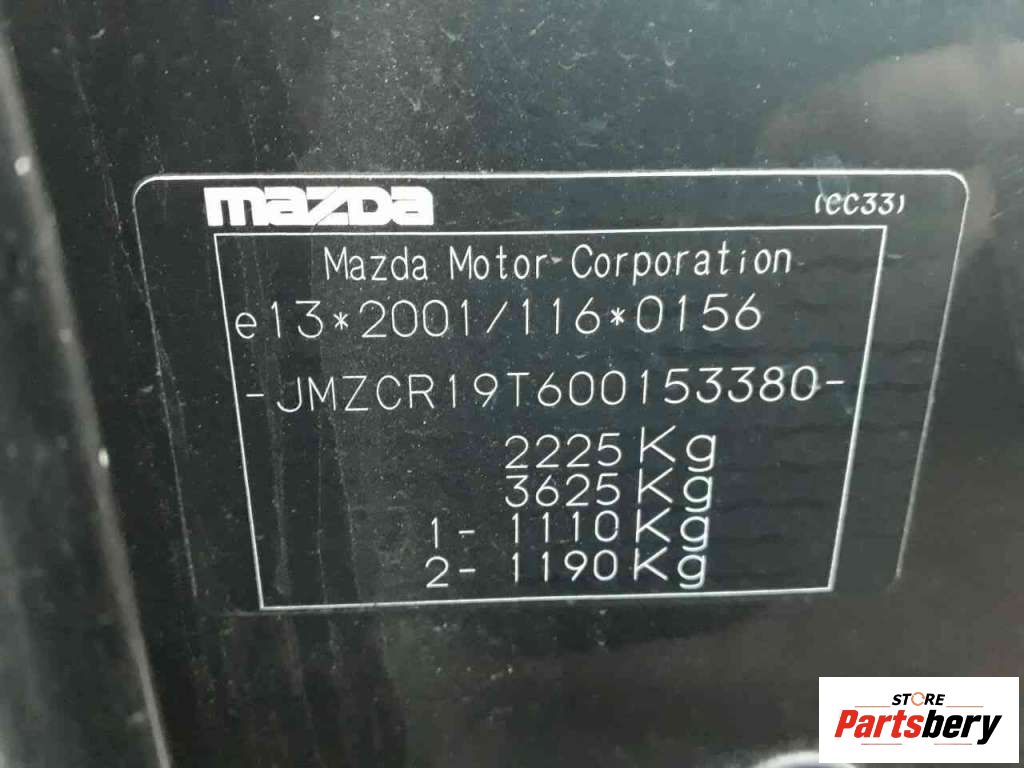 mazda (CC33)
Mazda Motor Corporation
e13*2001/116*0156
-JMZCR19T600153380-
2225Kg
3625Kg
1- 1110Kg
2- 1190Kg
STORE
Partsbery